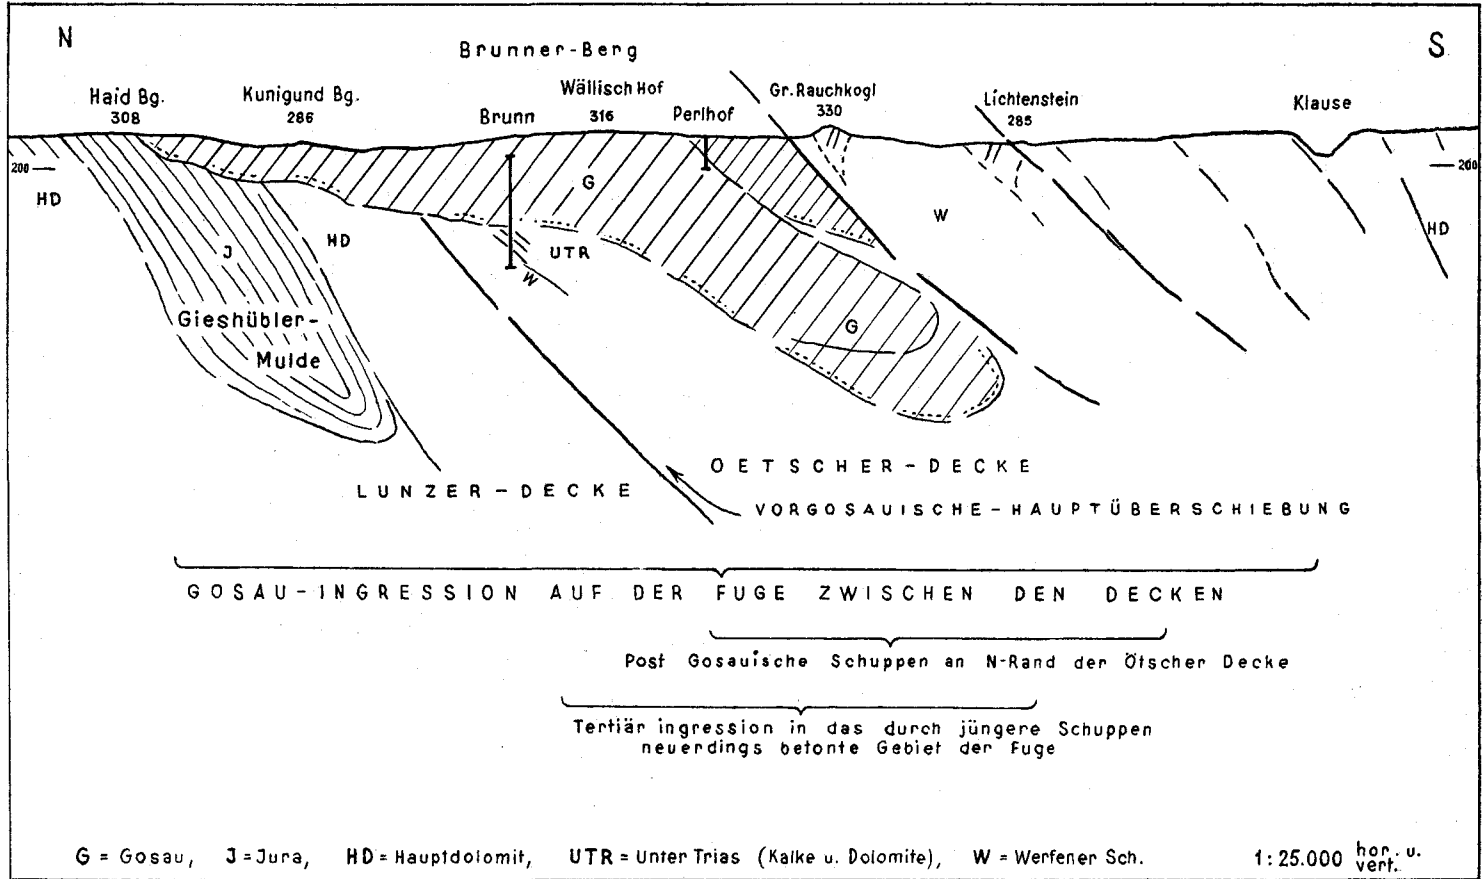 N
S
Brunner-Berg
Haid Bg.
308
Kunigund Bg.
286
Brunn
Wällisch Hof
316
Perlhof
Gr. Rauchkogl
330
Lichtenstein
285
Klause
200
200
HD
HD
J
G
W
HD
UTR
W
G
Gieshübler-
Mulde
OETSCHER-DECKE
LUNZER-DECKE
VORGOSAUISCHE-HAUPTÜBERSCHIEBUNG
GOSAU-INGRESSION AUF DER FUGE ZWISCHEN DEN DECKEN
Post Gosauische Schuppen an N-Rand der Ötscher Decke
Tertiär ingression in das durch jüngere Schuppen
neuerdings betonte Gebiet der Fuge
G = Gosau, J = Jura, HD = Hauptdolomit, UTR = Unter Trias (Kalke u. Dolomite), W = Werfener Sch. 1:25.000 hor. u. vert.